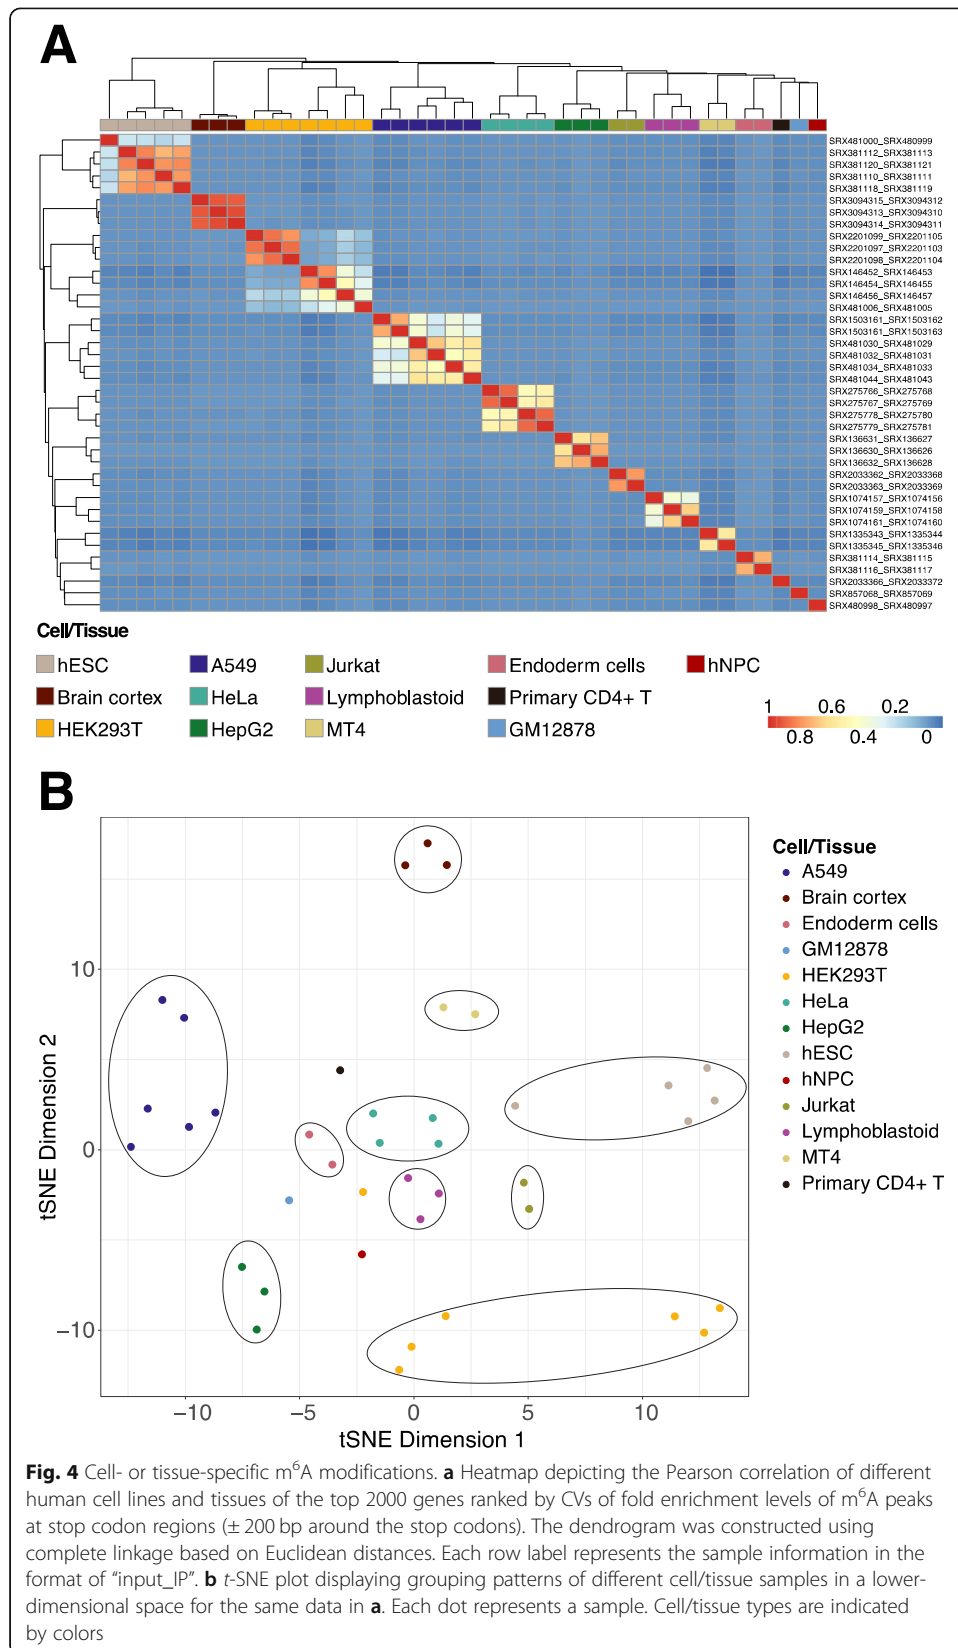 A
SRX481000_SRX480999
SRX381112_SRX381113
SRX381120_SRX381121
SRX381110_SRX381111
SRX381118_SRX381119
SRX3094315_SRX3094312
SRX3094313_SRX3094310
SRX3094314_SRX3094311
SRX2201099_SRX2201105
SRX2201097_SRX2201103
SRX2201098_SRX2201104
SRX146452_SRX146453
SRX146454_SRX146455
SRX146456_SRX146457
SRX481006_SRX481005
SRX1503161_SRX1503162
SRX1503161_SRX1503163
SRX481030_SRX481029
SRX481032_SRX481031
SRX481034_SRX481033
SRX481044_SRX481043
SRX275766_SRX275768
SRX275767_SRX275769
SRX275778_SRX275780
SRX275779_SRX275781
SRX136631_SRX136627
SRX136630_SRX136626
SRX136632_SRX136628
SRX2033362_SRX2033368
SRX2033363_SRX2033369
SRX1074157_SRX1074156
SRX1074159_SRX1074158
SRX1074161_SRX1074160
SRX1335343_SRX1335344
SRX1335345_SRX1335346
SRX381114_SRX381115
SRX381116_SRX381117
SRX2033366_SRX2033372
SRX857068_SRX857069
SRX480998_SRX480997
Cell/Tissue
hESC A549 Jurkat Endoderm cells hNPC
Brain cortex HeLa Lymphoblastoid Primary CD4+ T
HEK293T HepG2 MT4 GM12878
1 0.6 0.2
0.8 0.4 0
B
Cell/Tissue
A549
Brain cortex
Endoderm cells
GM12878
HEK293T
HeLa
HepG2
hESC
hNPC
Jurkat
Lymphoblastoid
MT4
Primary CD4+ T
10
0
−10
tSNE Dimension 2
−10 −5 0 5 10
tSNE Dimension 1
Fig. 4 Cell- or tissue-specific m⁶A modifications. a Heatmap depicting the Pearson correlation of different
human cell lines and tissues of the top 2000 genes ranked by CVs of fold enrichment levels of m⁶A peaks
at stop codon regions (± 200 bp around the stop codons). The dendrogram was constructed using
complete linkage based on Euclidean distances. Each row label represents the sample information in the
format of “input_IP”. b t-SNE plot displaying grouping patterns of different cell/tissue samples in a lower-
dimensional space for the same data in a. Each dot represents a sample. Cell/tissue types are indicated
by colors